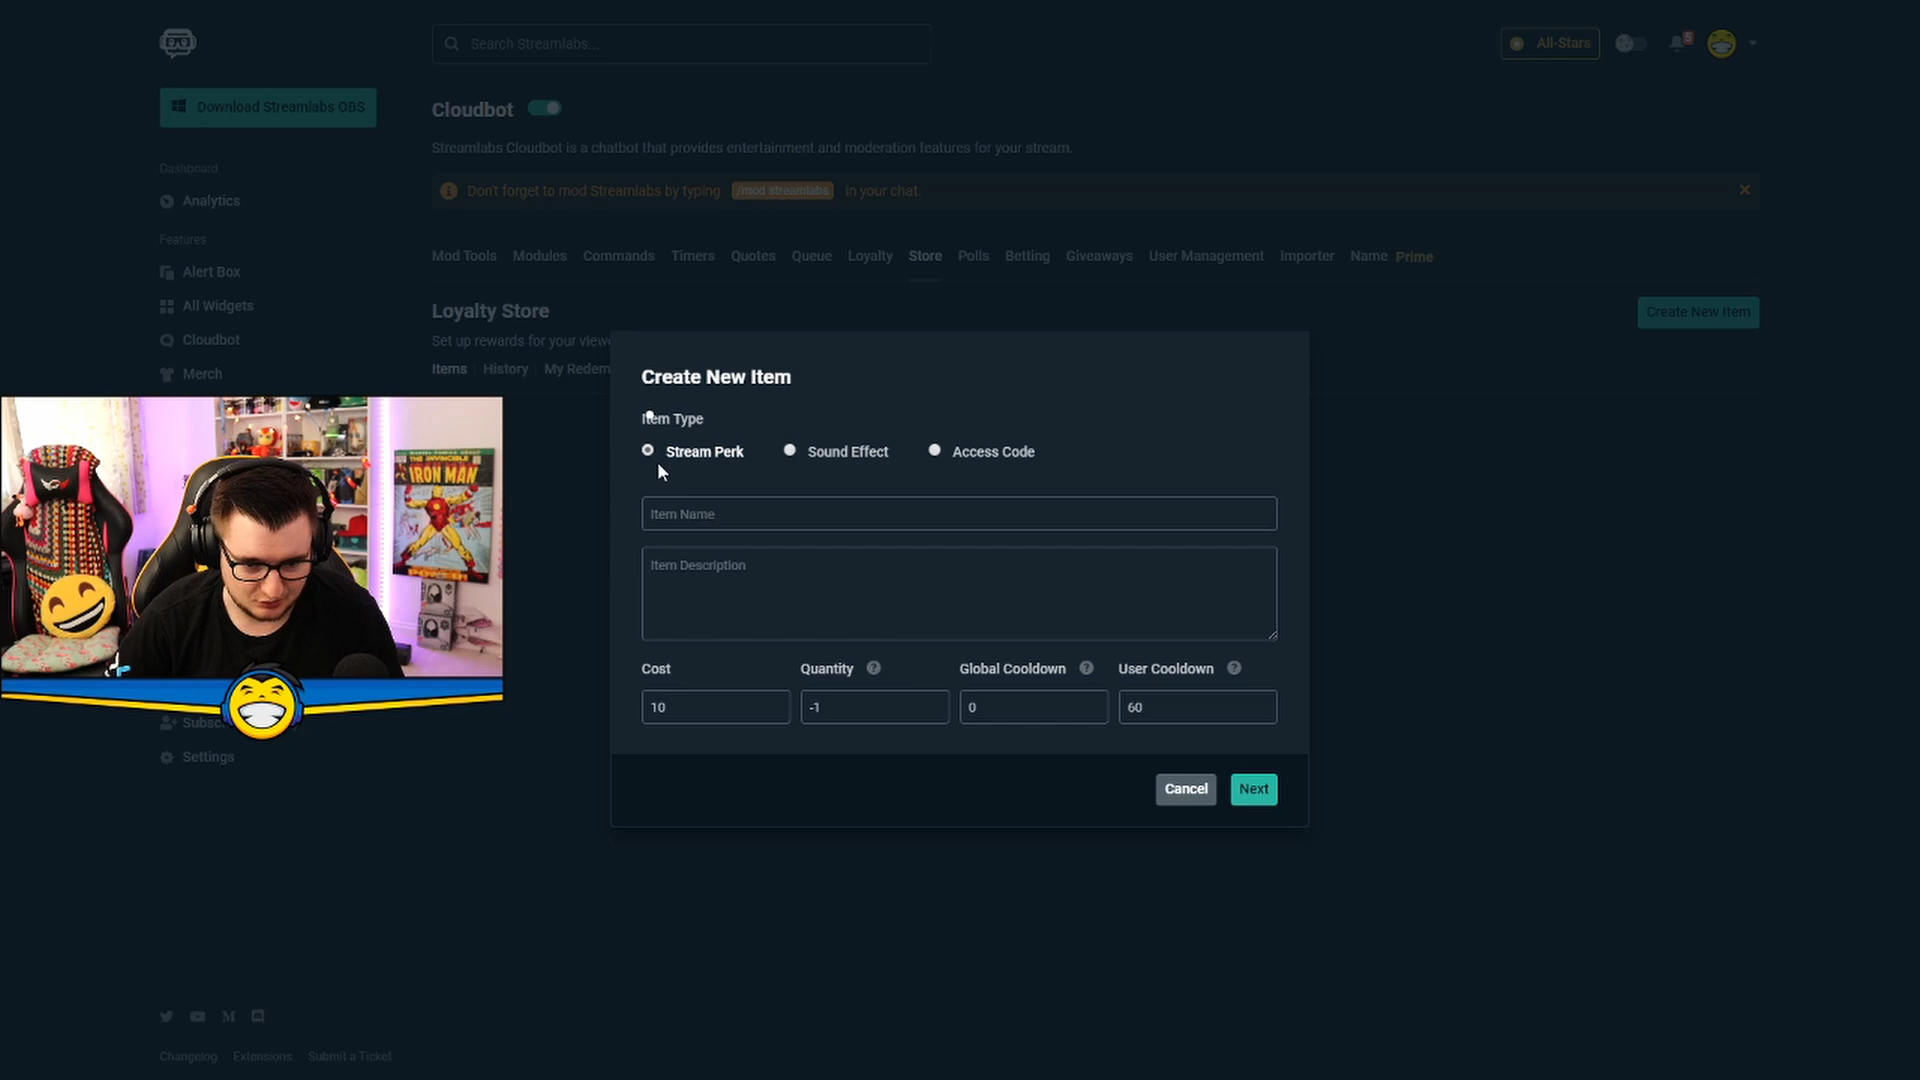 Search Streamlabs...
All-Stars
5
Download Streamlabs OBS
Cloudbot
Streamlabs Cloudbot is a chatbot that provides entertainment and moderation features for your stream.
Don't forget to mod Streamlabs by typing /mod streamlabs In your chat.
Dashboard
Analytics
Features
Alert Box
All Widgets
Cloudbot
Merch
Mod Tools Modules Commands Timers Quotes Queue Loyalty Store Polls Betting Giveaways User Management Importer Name Prime
Loyalty Store
Create New Item
Set up rewards for your viewe
Items History My Redem
Create New Item
Item Type
Stream Perk Sound Effect Access Code
Item Name
Item Description
Cost Quantity Global Cooldown User Cooldown
10 -1 0 60
Cancel Next
THE INVINCIBLE
IRON MAN
POWER!
Subsc
Settings
Changelog Extensions Submit a Ticket